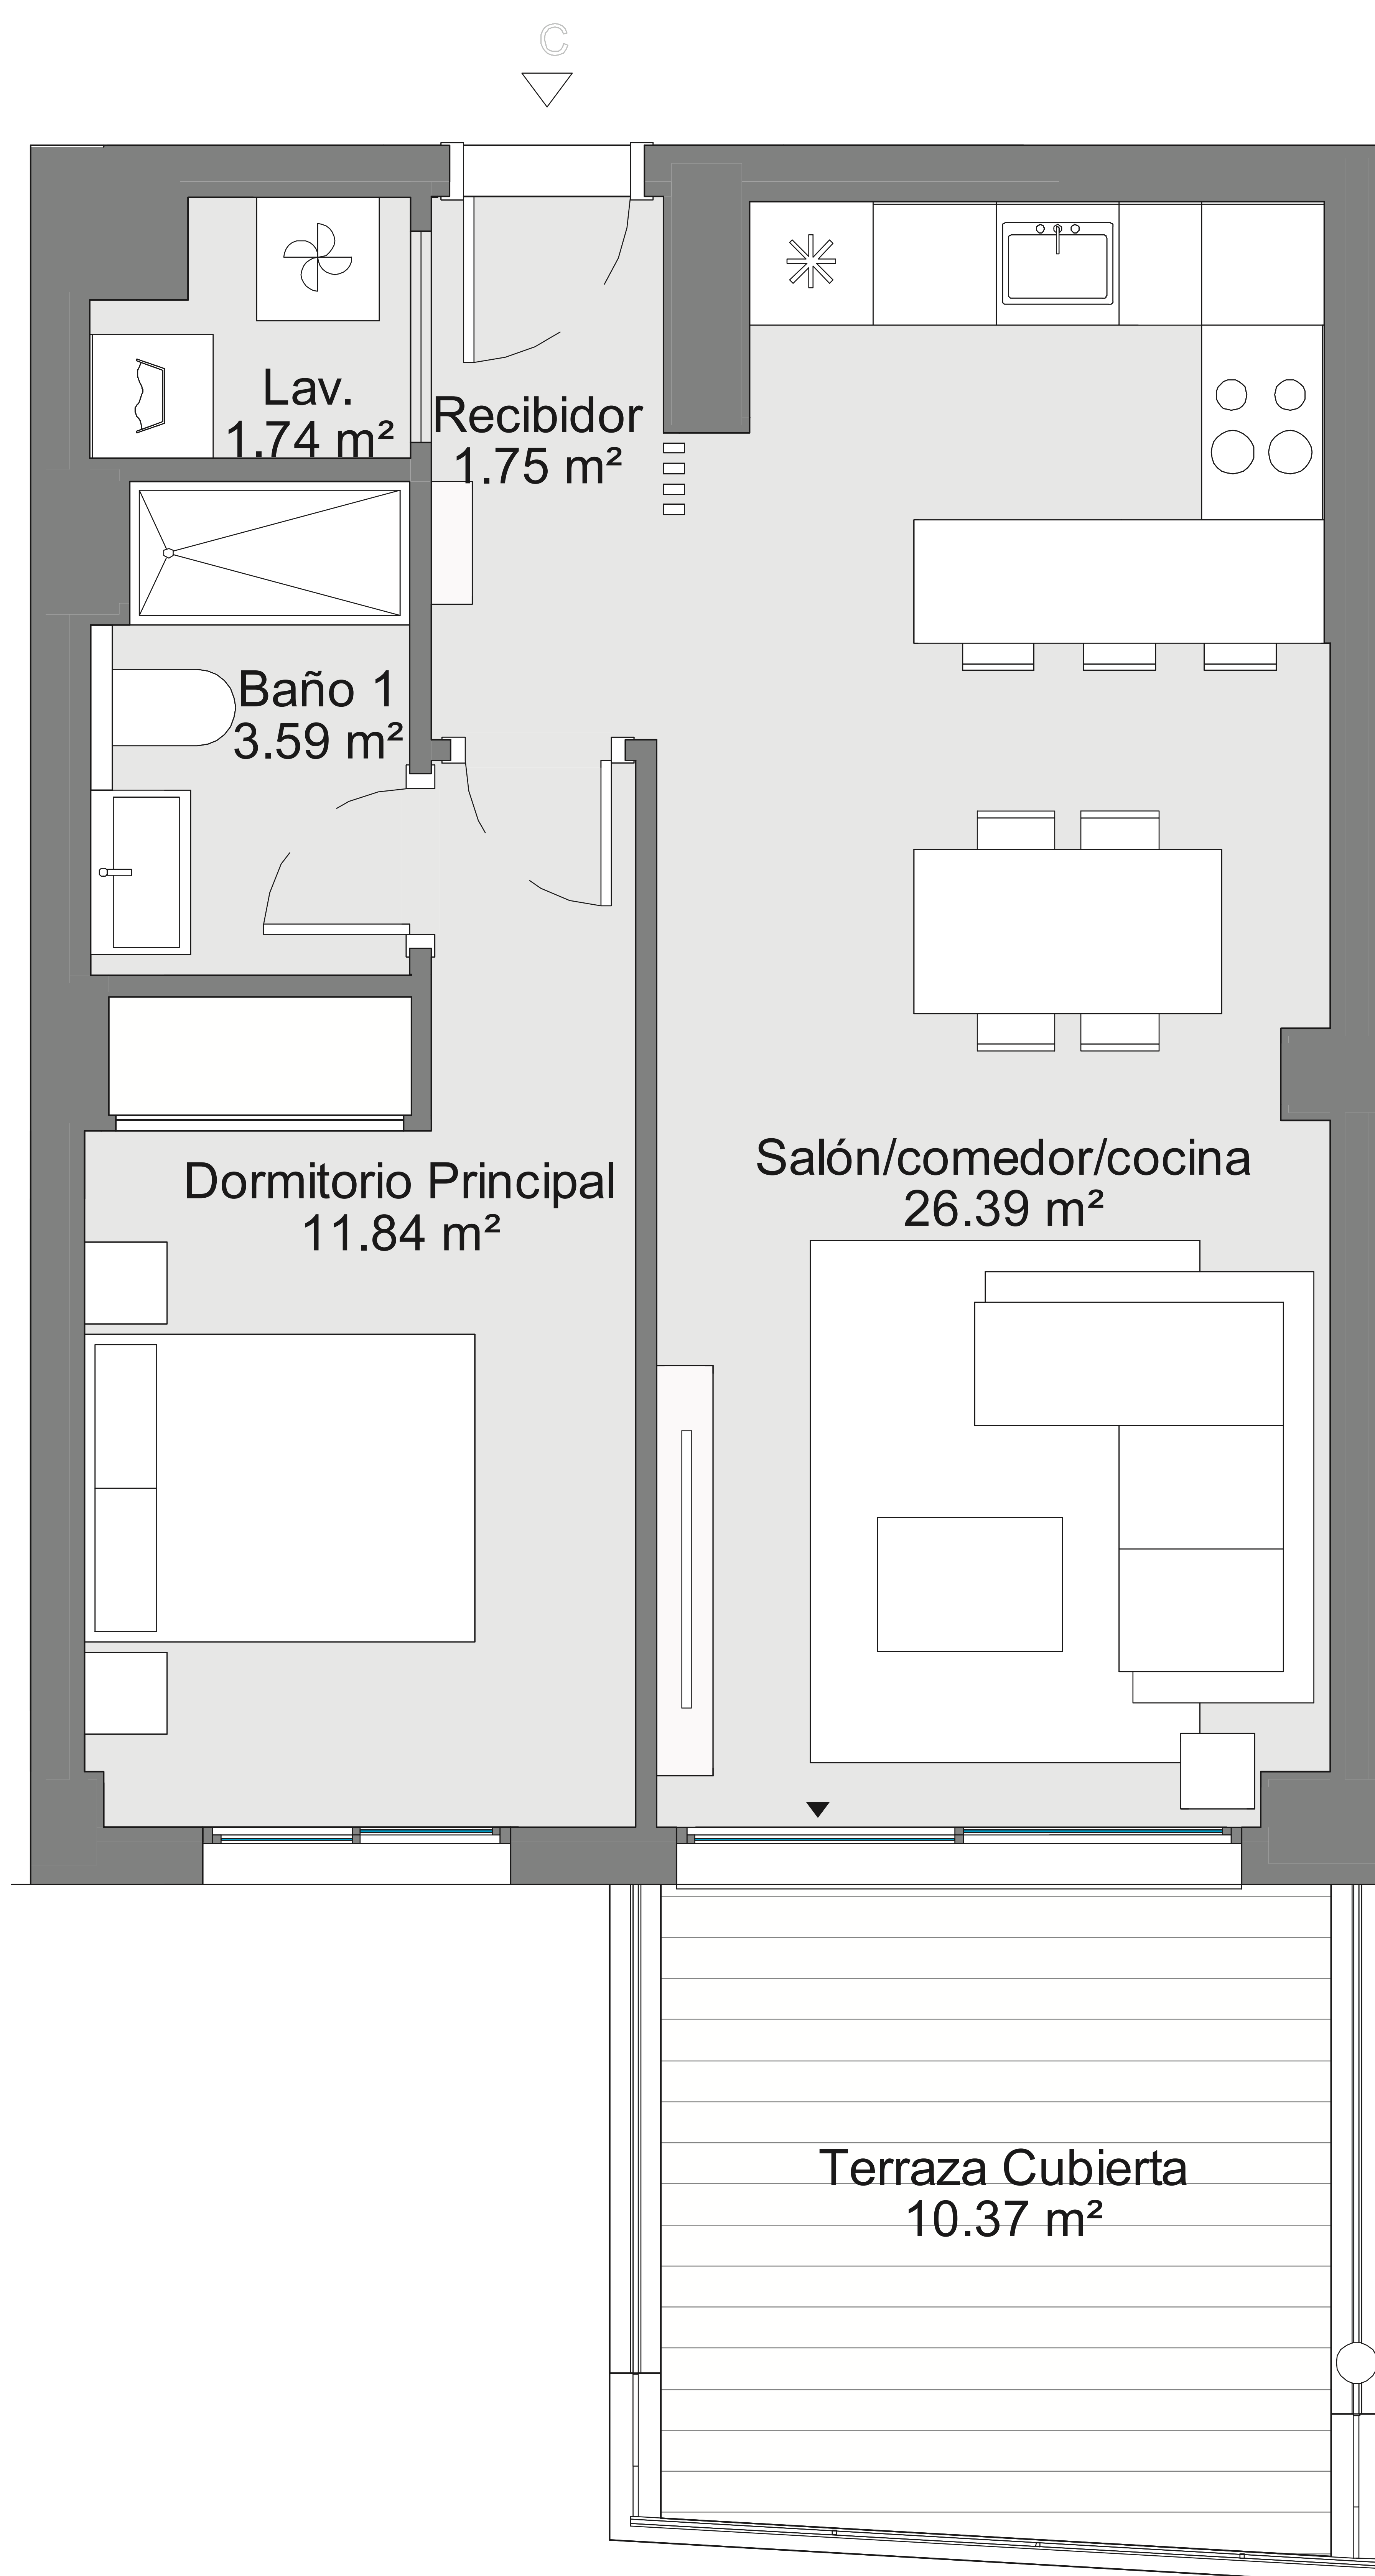 C
Lav.
1.74 m²
Recibidor
1.75 m²
Baño 1
3.59 m²
Dormitorio Principal
11.84 m²
Salón/comedor/cocina
26.39 m²
Terraza Cubierta
10.37 m²